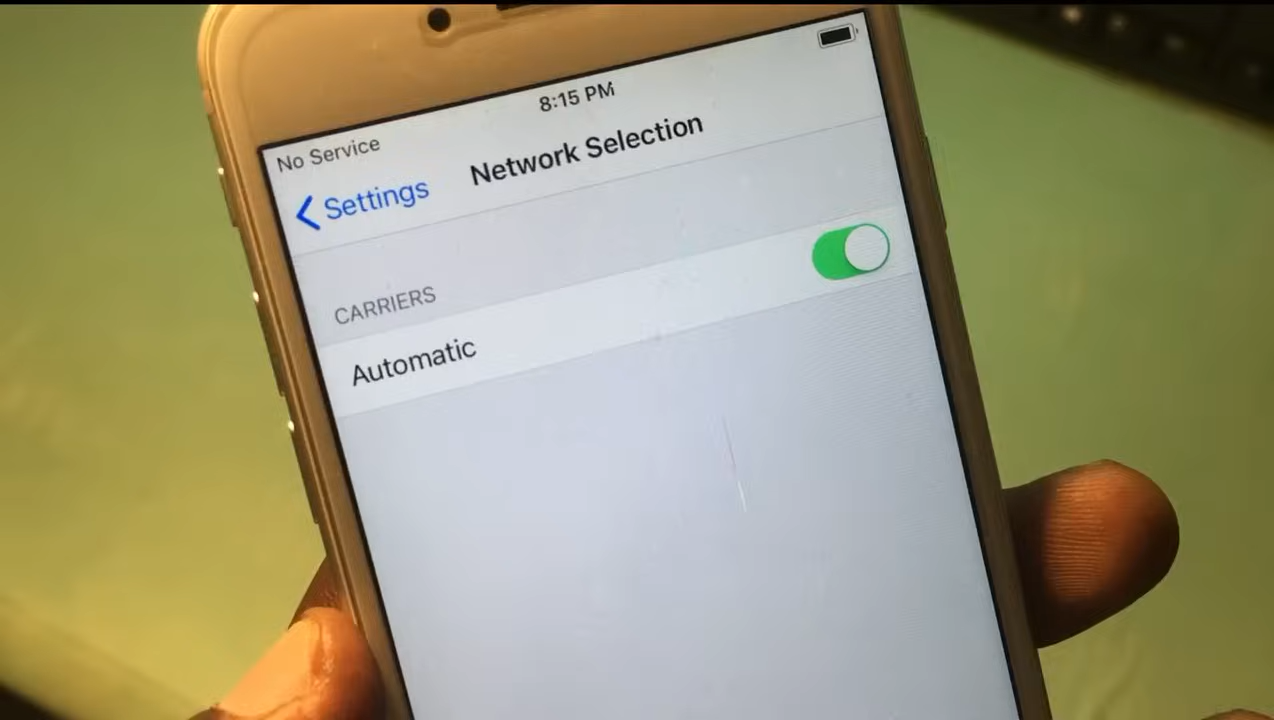 8:15 PM
No Service
Settings
Network Selection
CARRIERS
Automatic